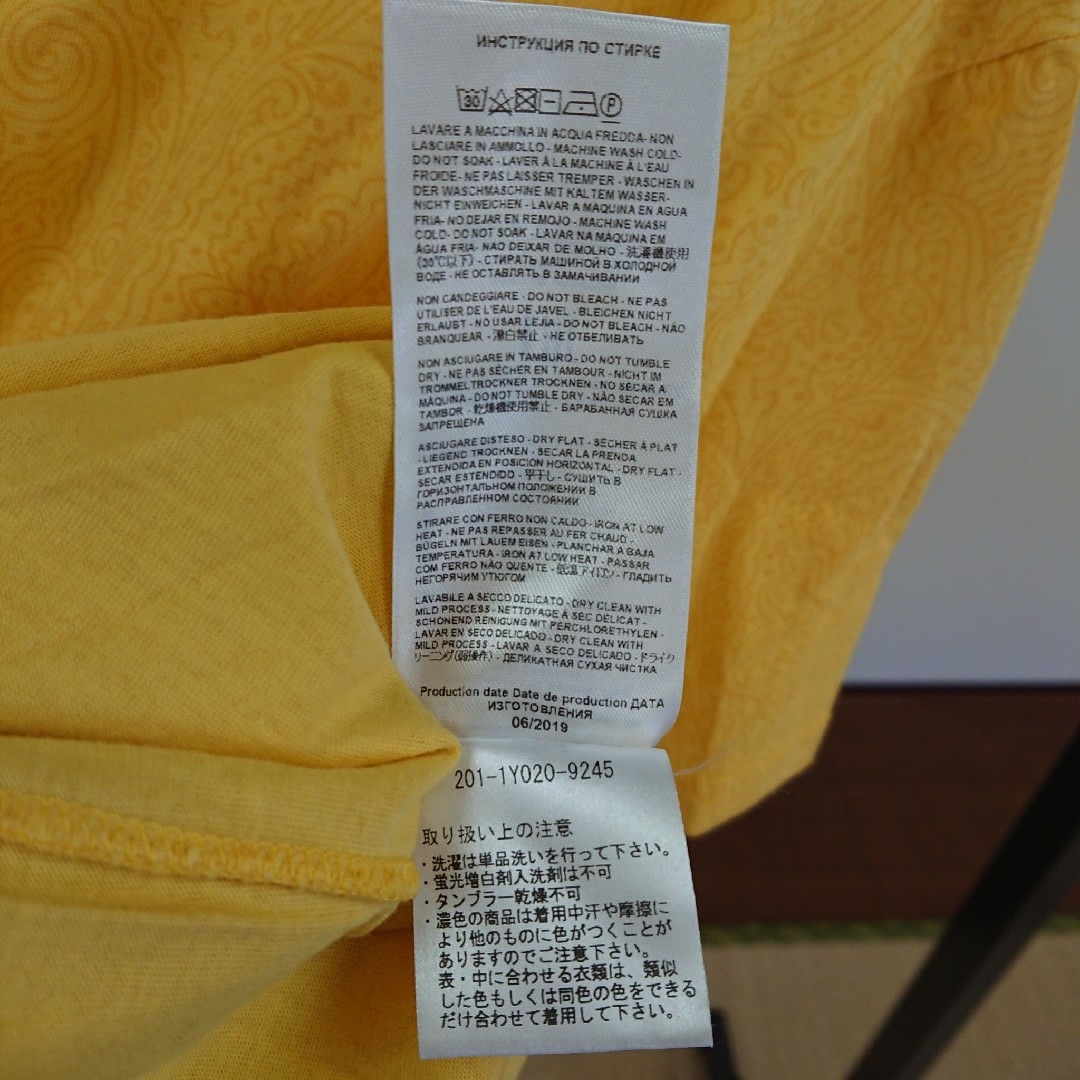 ИНСТРУКЦИЯ ПО СТИРКЕ
30 P
LAVARE A MACCHINA IN ACQUA FREDDA- NON
LASCIARE IN AMMOLLO - MACHINE WASH COLD-
DO NOT SOAK - LAVER À LA MACHINE À L'EAU
FROIDE- NE PAS LAISSER TREMPER - WASCHEN IN
DER WASCHMASCHINE MIT KALTEM WASSER-
NICHT EINWEICHEN - LAVAR A MAQUINA EN AGUA
FRIA- NO DEJAR EN REMOJO - MACHINE WASH
COLD- DO NOT SOAK - LAVAR NA MÁQUINA EM
ÁGUA FRIA- NAO DEIXAR DE MOLHO - 洗濯機使用
(30℃以下) - СТИРАТЬ МАШИНОЙ В ХОЛОДНОЙ
ВОДЕ - НЕ ОСТАВЛЯТЬ В ЗАМАЧИВАНИИ
NON CANDEGGIARE - DO NOT BLEACH - NE PAS
UTILISER DE L'EAU DE JAVEL - BLEICHEN NICHT
ERLAUBT - NO USAR LEJIA - DO NOT BLEACH - NÃO
BRANQUEAR - 漂白禁止 - НЕ ОТБЕЛИВАТЬ
NON ASCIUGARE IN TAMBURO - DO NOT TUMBLE
DRY - NE PAS SÉCHER EN TAMBOUR - NICHT IM
TROMMELTROCKNER TROCKNEN - NO SECAR A
MÁQUINA - DO NOT TUMBLE DRY - NÃO SECAR EM
TAMBOR - 乾燥機使用禁止 - БАРАБАННАЯ СУШКА
ЗАПРЕЩЕНА
ASCIUGARE DISTESO - DRY FLAT - SÉCHER À PLAT
- LIEGEND TROCKNEN - SECAR LA PRENDA
EXTENDIDA EN POSICIÓN HORIZONTAL - DRY FLAT -
SECAR ESTENDIDO - 平干し - СУШИТЬ В
ГОРИЗОНТАЛЬНОМ ПОЛОЖЕНИИ В
РАСПРАВЛЕННОМ СОСТОЯНИИ
STIRARE CON FERRO NON CALDO - IRON AT LOW
HEAT - NE PAS REPASSER AU FER CHAUD -
BÜGELN MIT LAUEM EISEN - PLANCHAR A BAJA
TEMPERATURA - IRON AT LOW HEAT - PASSAR
COM FERRO NÃO QUENTE - 低温アイロン - ГЛАДИТЬ
НЕГОРЯЧИМ УТЮГОМ
LAVABILE A SECCO DELICATO - DRY CLEAN WITH
MILD PROCESS - NETTOYAGE À SEC DÉLICAT -
SCHONEND REINIGUNG MIT PERCHLORETHYLEN -
LAVAR EN SECO DELICADO - DRY CLEAN WITH
MILD PROCESS - LAVAR A SECO DELICADO - ドライク
リーニング(弱操作) - ДЕЛИКАТНАЯ СУХАЯ ЧИСТКА
Production date Date de production ДАТА
ИЗГОТОВЛЕНИЯ
06/2019
201-1Y020-9245
取り扱い上の注意
・洗濯は単品洗いを行って下さい。
・蛍光増白剤入洗剤は不可
・タンブラー乾燥不可
・濃色の商品は着用中汗や摩擦に
より他のものに色がつくことが
ありますのでご注意下さい。
表・中に合わせる衣類は、類似
した色もしくは同色の色をできる
だけ合わせて着用して下さい。